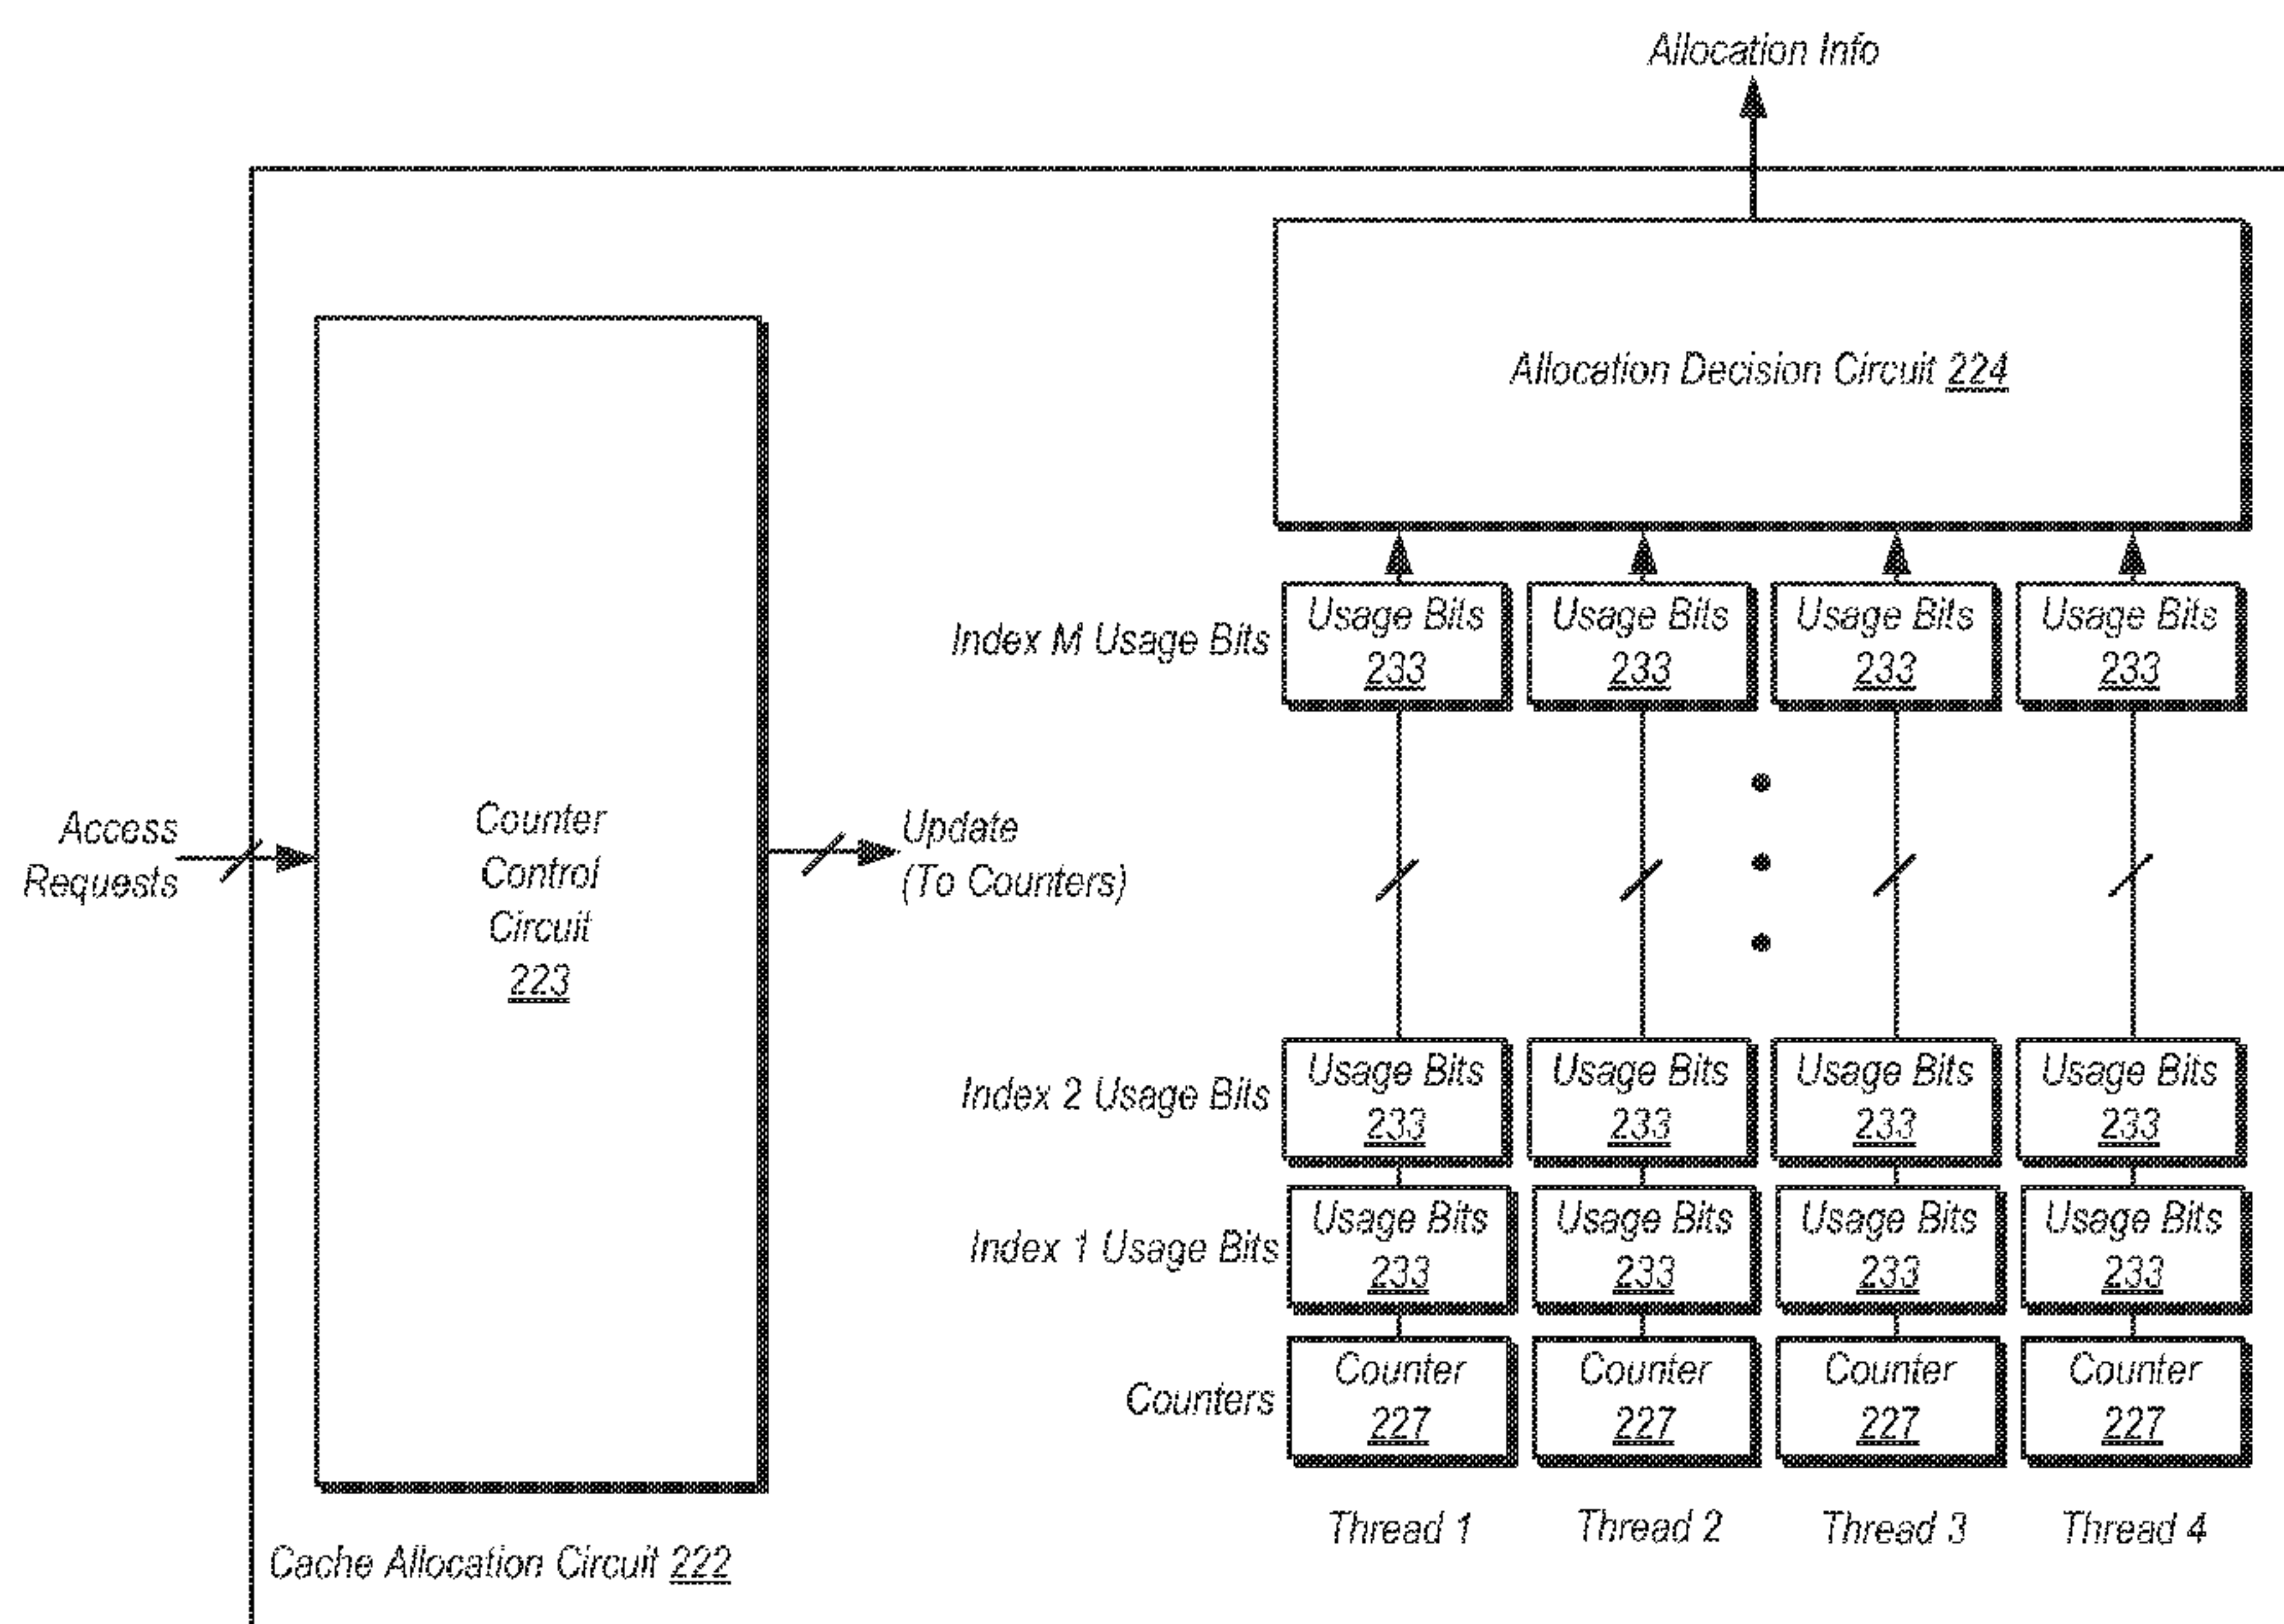 Allocation Info
Allocation Decision Circuit 224
Index M Usage Bits
Usage Bits
233
Usage Bits
233
Usage Bits
233
Usage Bits
233
Access
Requests
Counter
Control
Circuit
223
Update
(To Counters)
Index 2 Usage Bits
Usage Bits
233
Usage Bits
233
Usage Bits
233
Usage Bits
233
Index 1 Usage Bits
Usage Bits
233
Usage Bits
233
Usage Bits
233
Usage Bits
233
Counters
Counter
227
Counter
227
Counter
227
Counter
227
Thread 1
Thread 2
Thread 3
Thread 4
Cache Allocation Circuit 222